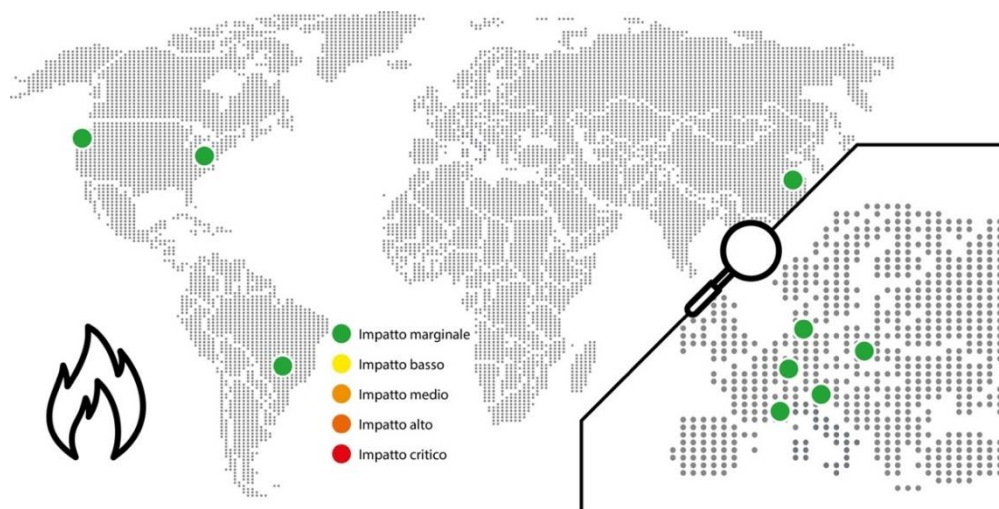 Impatto marginale
Impatto basso
Impatto medio
Impatto alto
Impatto critico